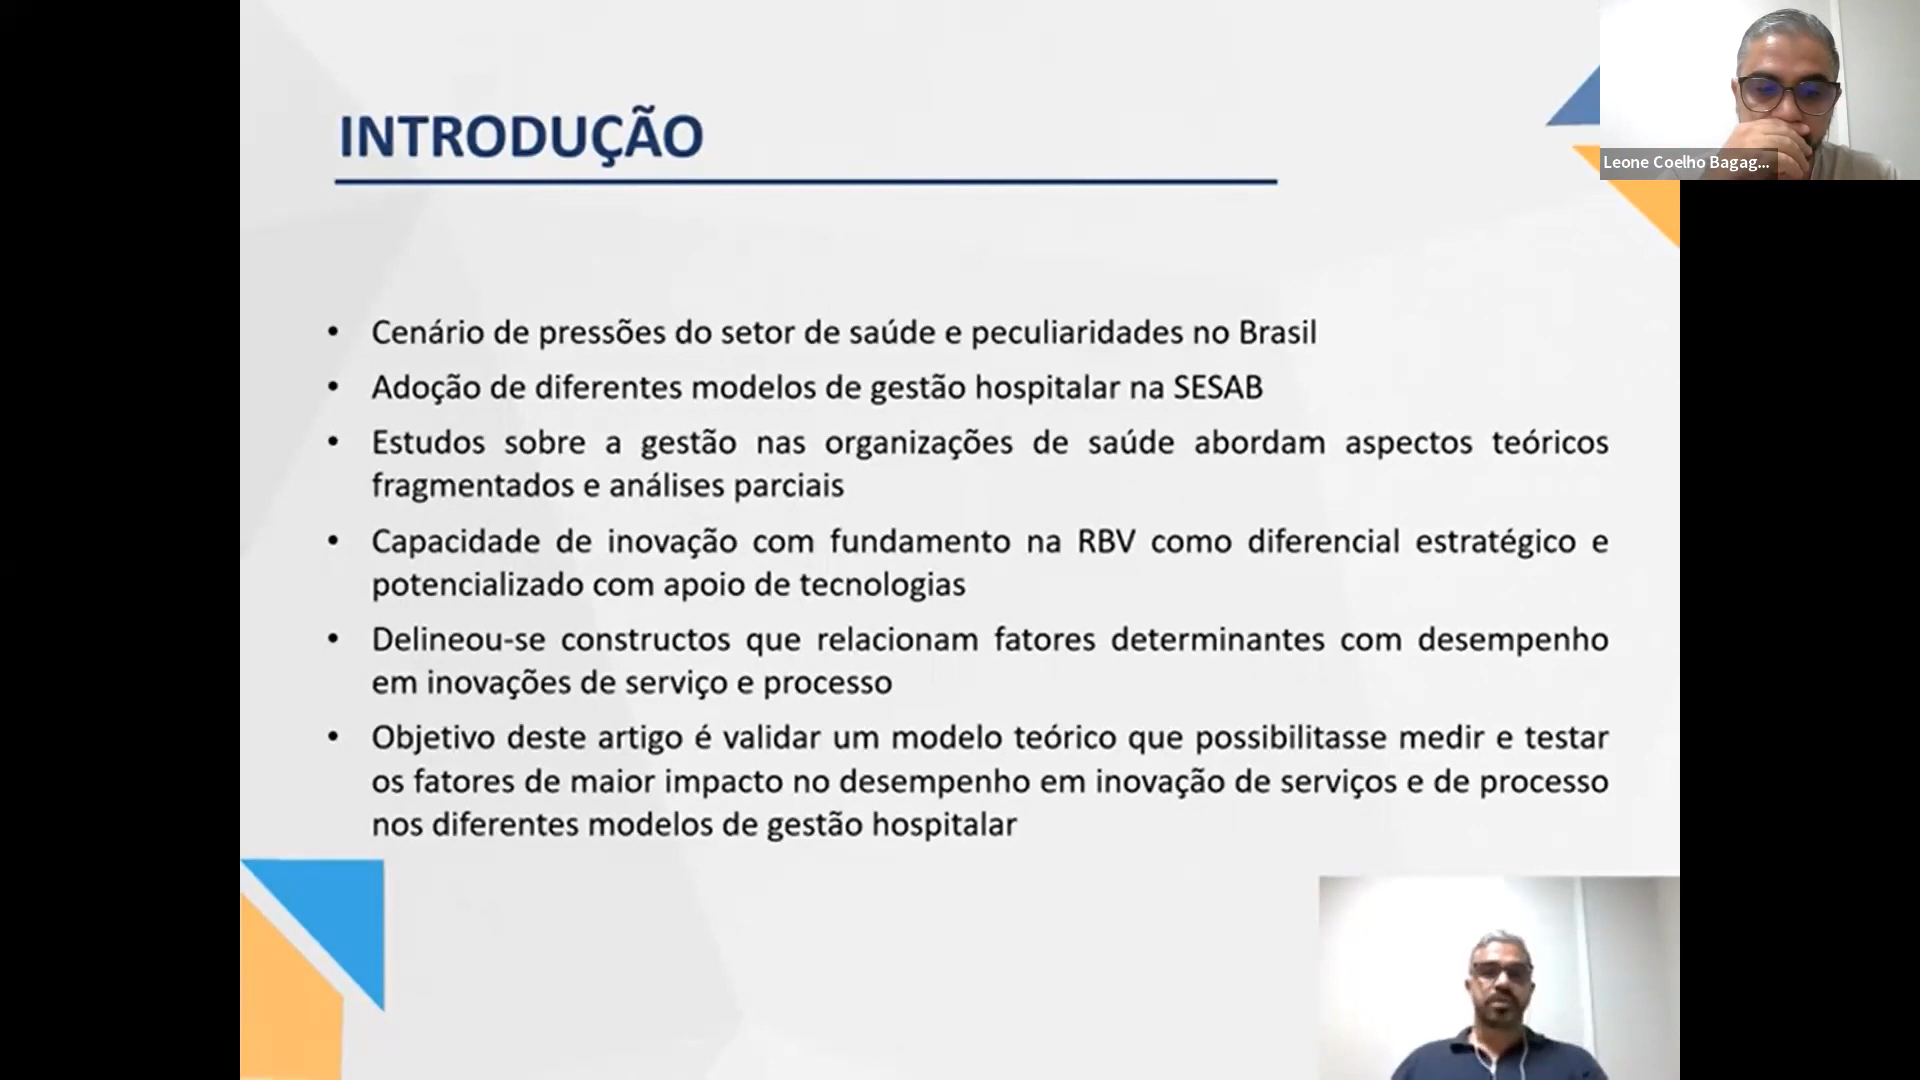 INTRODUÇÃO
Leone Coelho Bagag...
• Cenário de pressões do setor de saúde e peculiaridades no Brasil
• Adoção de diferentes modelos de gestão hospitalar na SESAB
• Estudos sobre a gestão nas organizações de saúde abordam aspectos teóricos
fragmentados e análises parciais
• Capacidade de inovação com fundamento na RBV como diferencial estratégico e
potencializado com apoio de tecnologias
• Delineou-se constructos que relacionam fatores determinantes com desempenho
em inovações de serviço e processo
• Objetivo deste artigo é validar um modelo teórico que possibilitasse medir e testar
os fatores de maior impacto no desempenho em inovação de serviços e de processo
nos diferentes modelos de gestão hospitalar